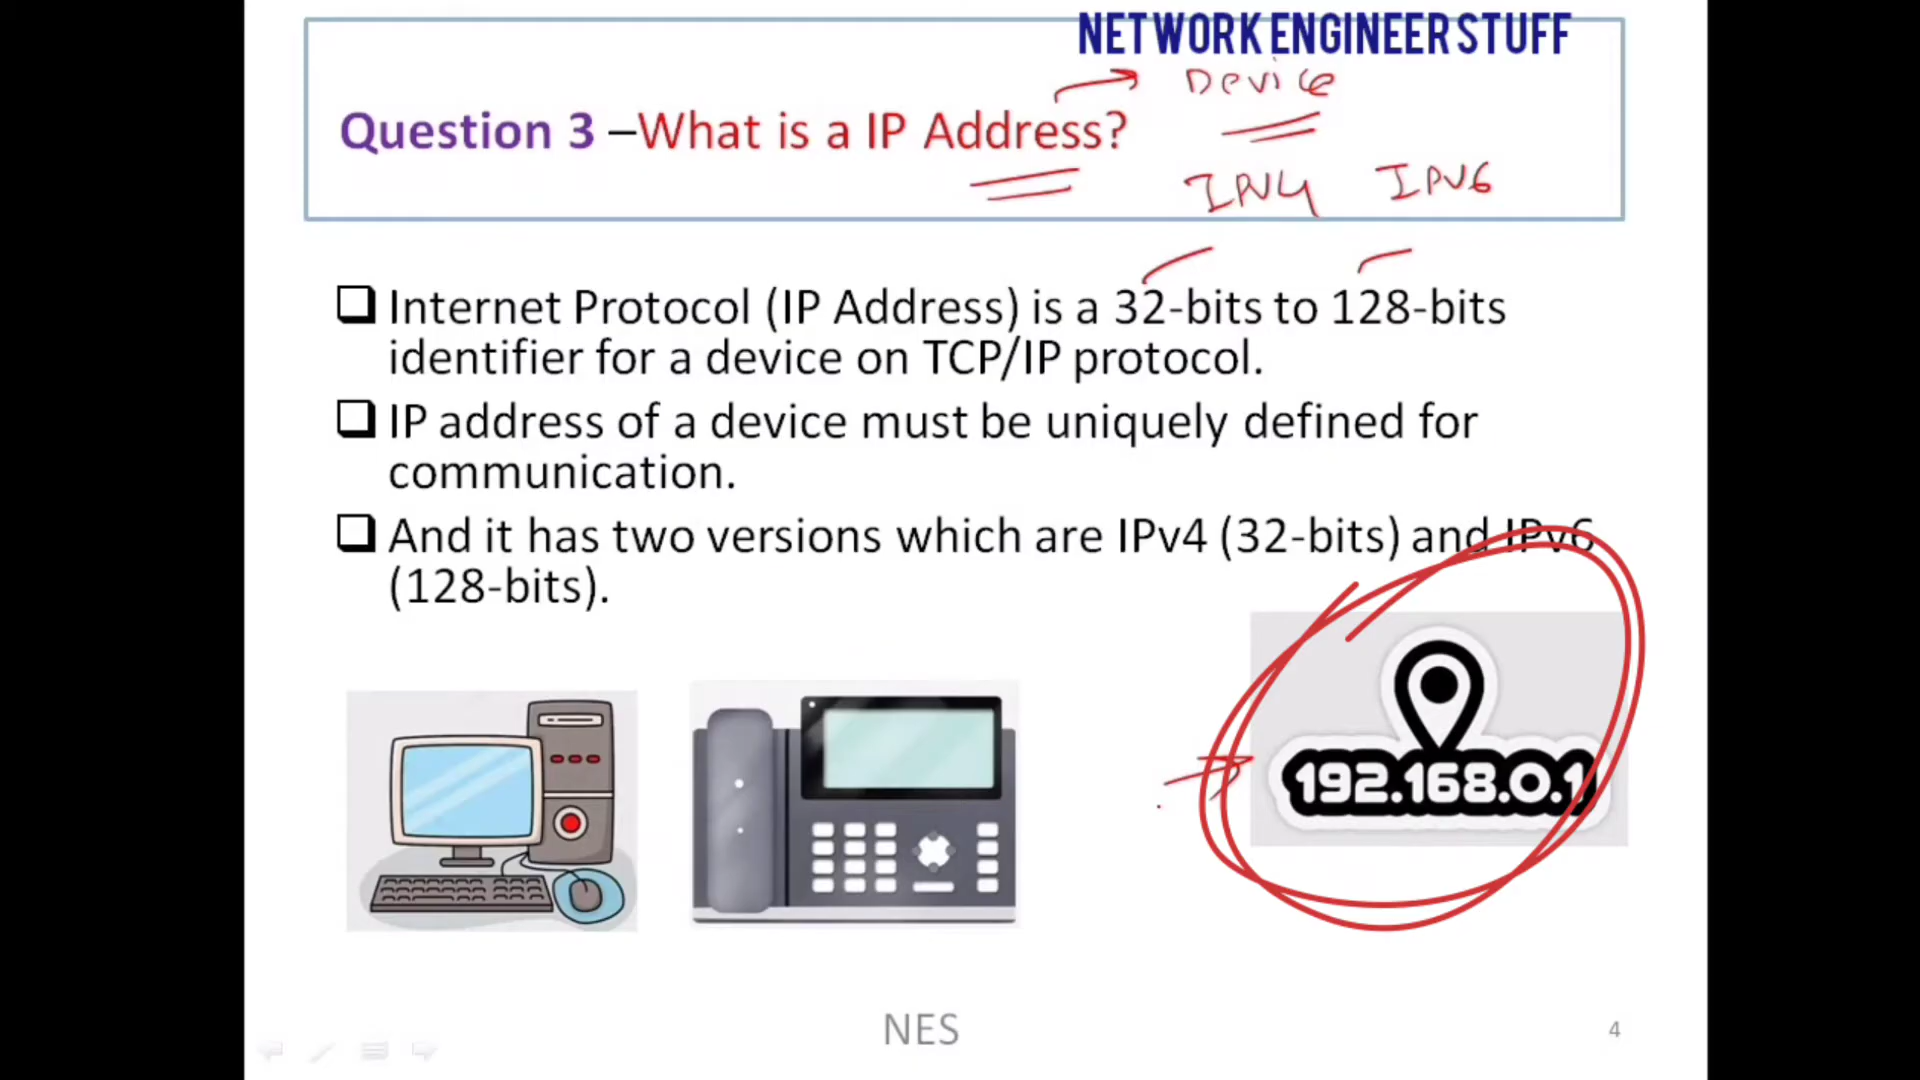 NETWORK ENGINEER STUFF
Device
Question 3 –What is a IP Address?
IPV4 IPV6
Internet Protocol (IP Address) is a 32-bits to 128-bits
identifier for a device on TCP/IP protocol.
IP address of a device must be uniquely defined for
communication.
And it has two versions which are IPv4 (32-bits) and IPv6
(128-bits).
192.168.0.1
NES
4